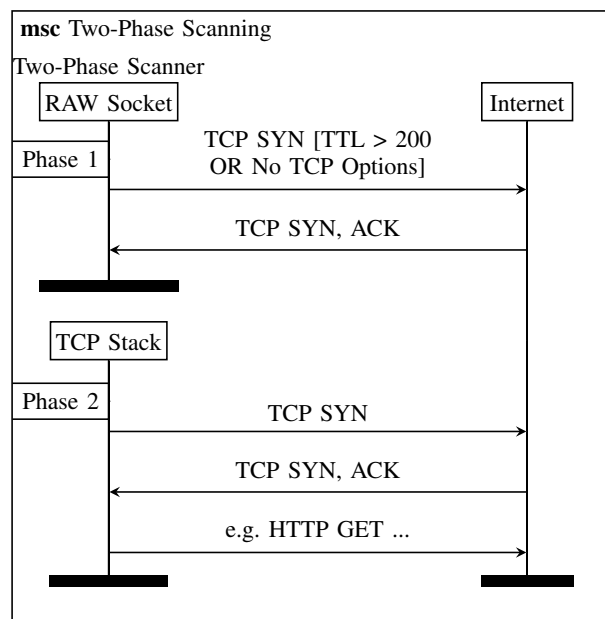 msc Two-Phase Scanning
Two-Phase Scanner
RAW Socket
Internet
Phase 1
TCP SYN [TTL > 200
OR No TCP Options]
TCP SYN, ACK
TCP Stack
Phase 2
TCP SYN
TCP SYN, ACK
e.g. HTTP GET ...